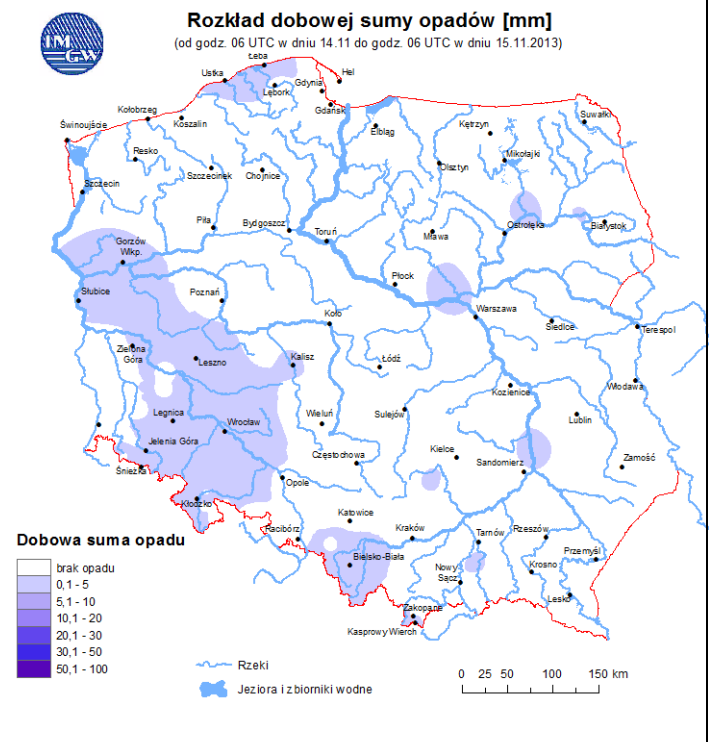 Rozkład dobowej sumy opadów [mm]
(od godz. 06 UTC w dniu 14.11 do godz. 06 UTC w dniu 15.11.2013)
IM
GW
Łeba
Ustka
Hel
Gdynia
Lębork
Gdańsk
Kołobrzeg
Koszalin
Świnoujście
Elbląg
Kętrzyn
Suwałki
Resko
Szczecinek
Chojnice
Olsztyn
Mikołajki
Szczecin
Piła
Bydgoszcz
Toruń
Mława
Ostrołęka
Białystok
Gorzów
Wlkp.
Płock
Słubice
Poznań
Koło
Warszawa
Siedlce
Terespol
Zielona
Góra
Leszno
Kalisz
Łódź
Kozienice
Włodawa
Legnica
Wrocław
Wieluń
Sulejów
Lublin
Jelenia Góra
Śnieżka
Częstochowa
Kielce
Sandomierz
Zamość
Opole
Kłodzko
Katowice
Racibórz
Kraków
Tarnów
Rzeszów
Przemyśl
Bielsko-Biała
Nowy
Sącz
Krosno
Lesko
Zakopane
Kasprowy Wierch
Dobowa suma opadu
brak opadu
0,1 - 5
5,1 - 10
10,1 - 20
20,1 - 30
30,1 - 50
50,1 - 100
Rzeki
Jeziora i zbiorniki wodne
0 25 50 100 150 km